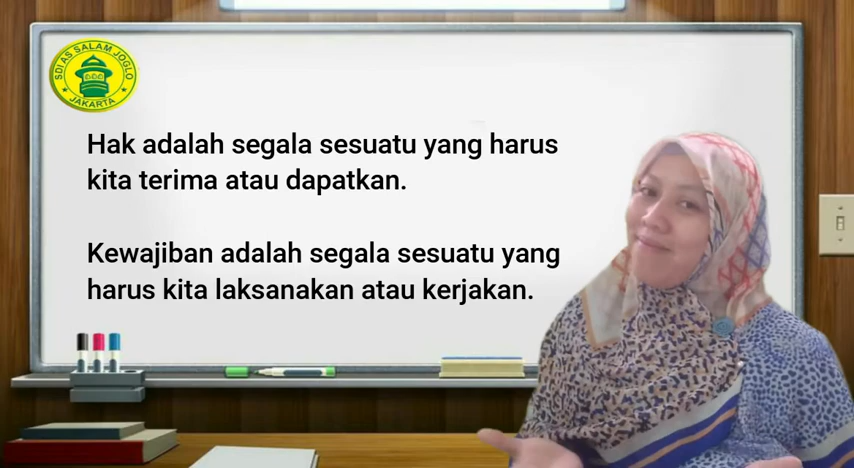 SDI AS SALAM JOGLO
JAKARTA
Hak adalah segala sesuatu yang harus
kita terima atau dapatkan.
Kewajiban adalah segala sesuatu yang
harus kita laksanakan atau kerjakan.